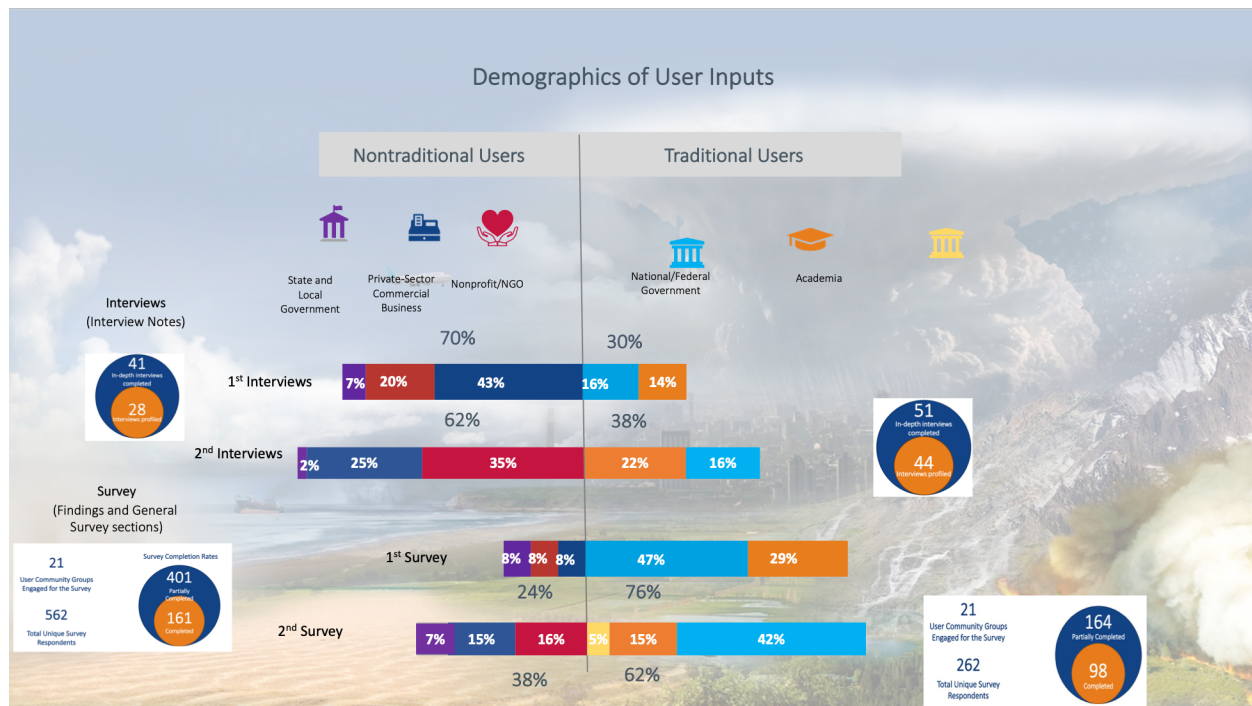 Demographics of User Inputs
Nontraditional Users
Traditional Users
State and
Local
Government
Private-Sector
Commercial
Business
Nonprofit/NGO
National/Federal
Government
Academia
Interviews
(Interview Notes)
70%
30%
41
In-depth interviews
completed
28
Interviews profiled
1st Interviews
7%
20%
43%
16%
14%
62%
38%
51
In-depth interviews
completed
44
Interviews profiled
2nd Interviews
2%
25%
35%
22%
16%
Survey
(Findings and General
Survey sections)
21
User Community Groups
Engaged for the Survey
562
Total Unique Survey
Respondents
Survey Completion Rates
401
Partially
Completed
161
Completed
1st Survey
8%
8%
8%
47%
29%
24%
76%
2nd Survey
7%
15%
16%
5%
15%
42%
38%
62%
21
User Community Groups
Engaged for the Survey
262
Total Unique Survey
Respondents
164
Partially Completed
98
Completed